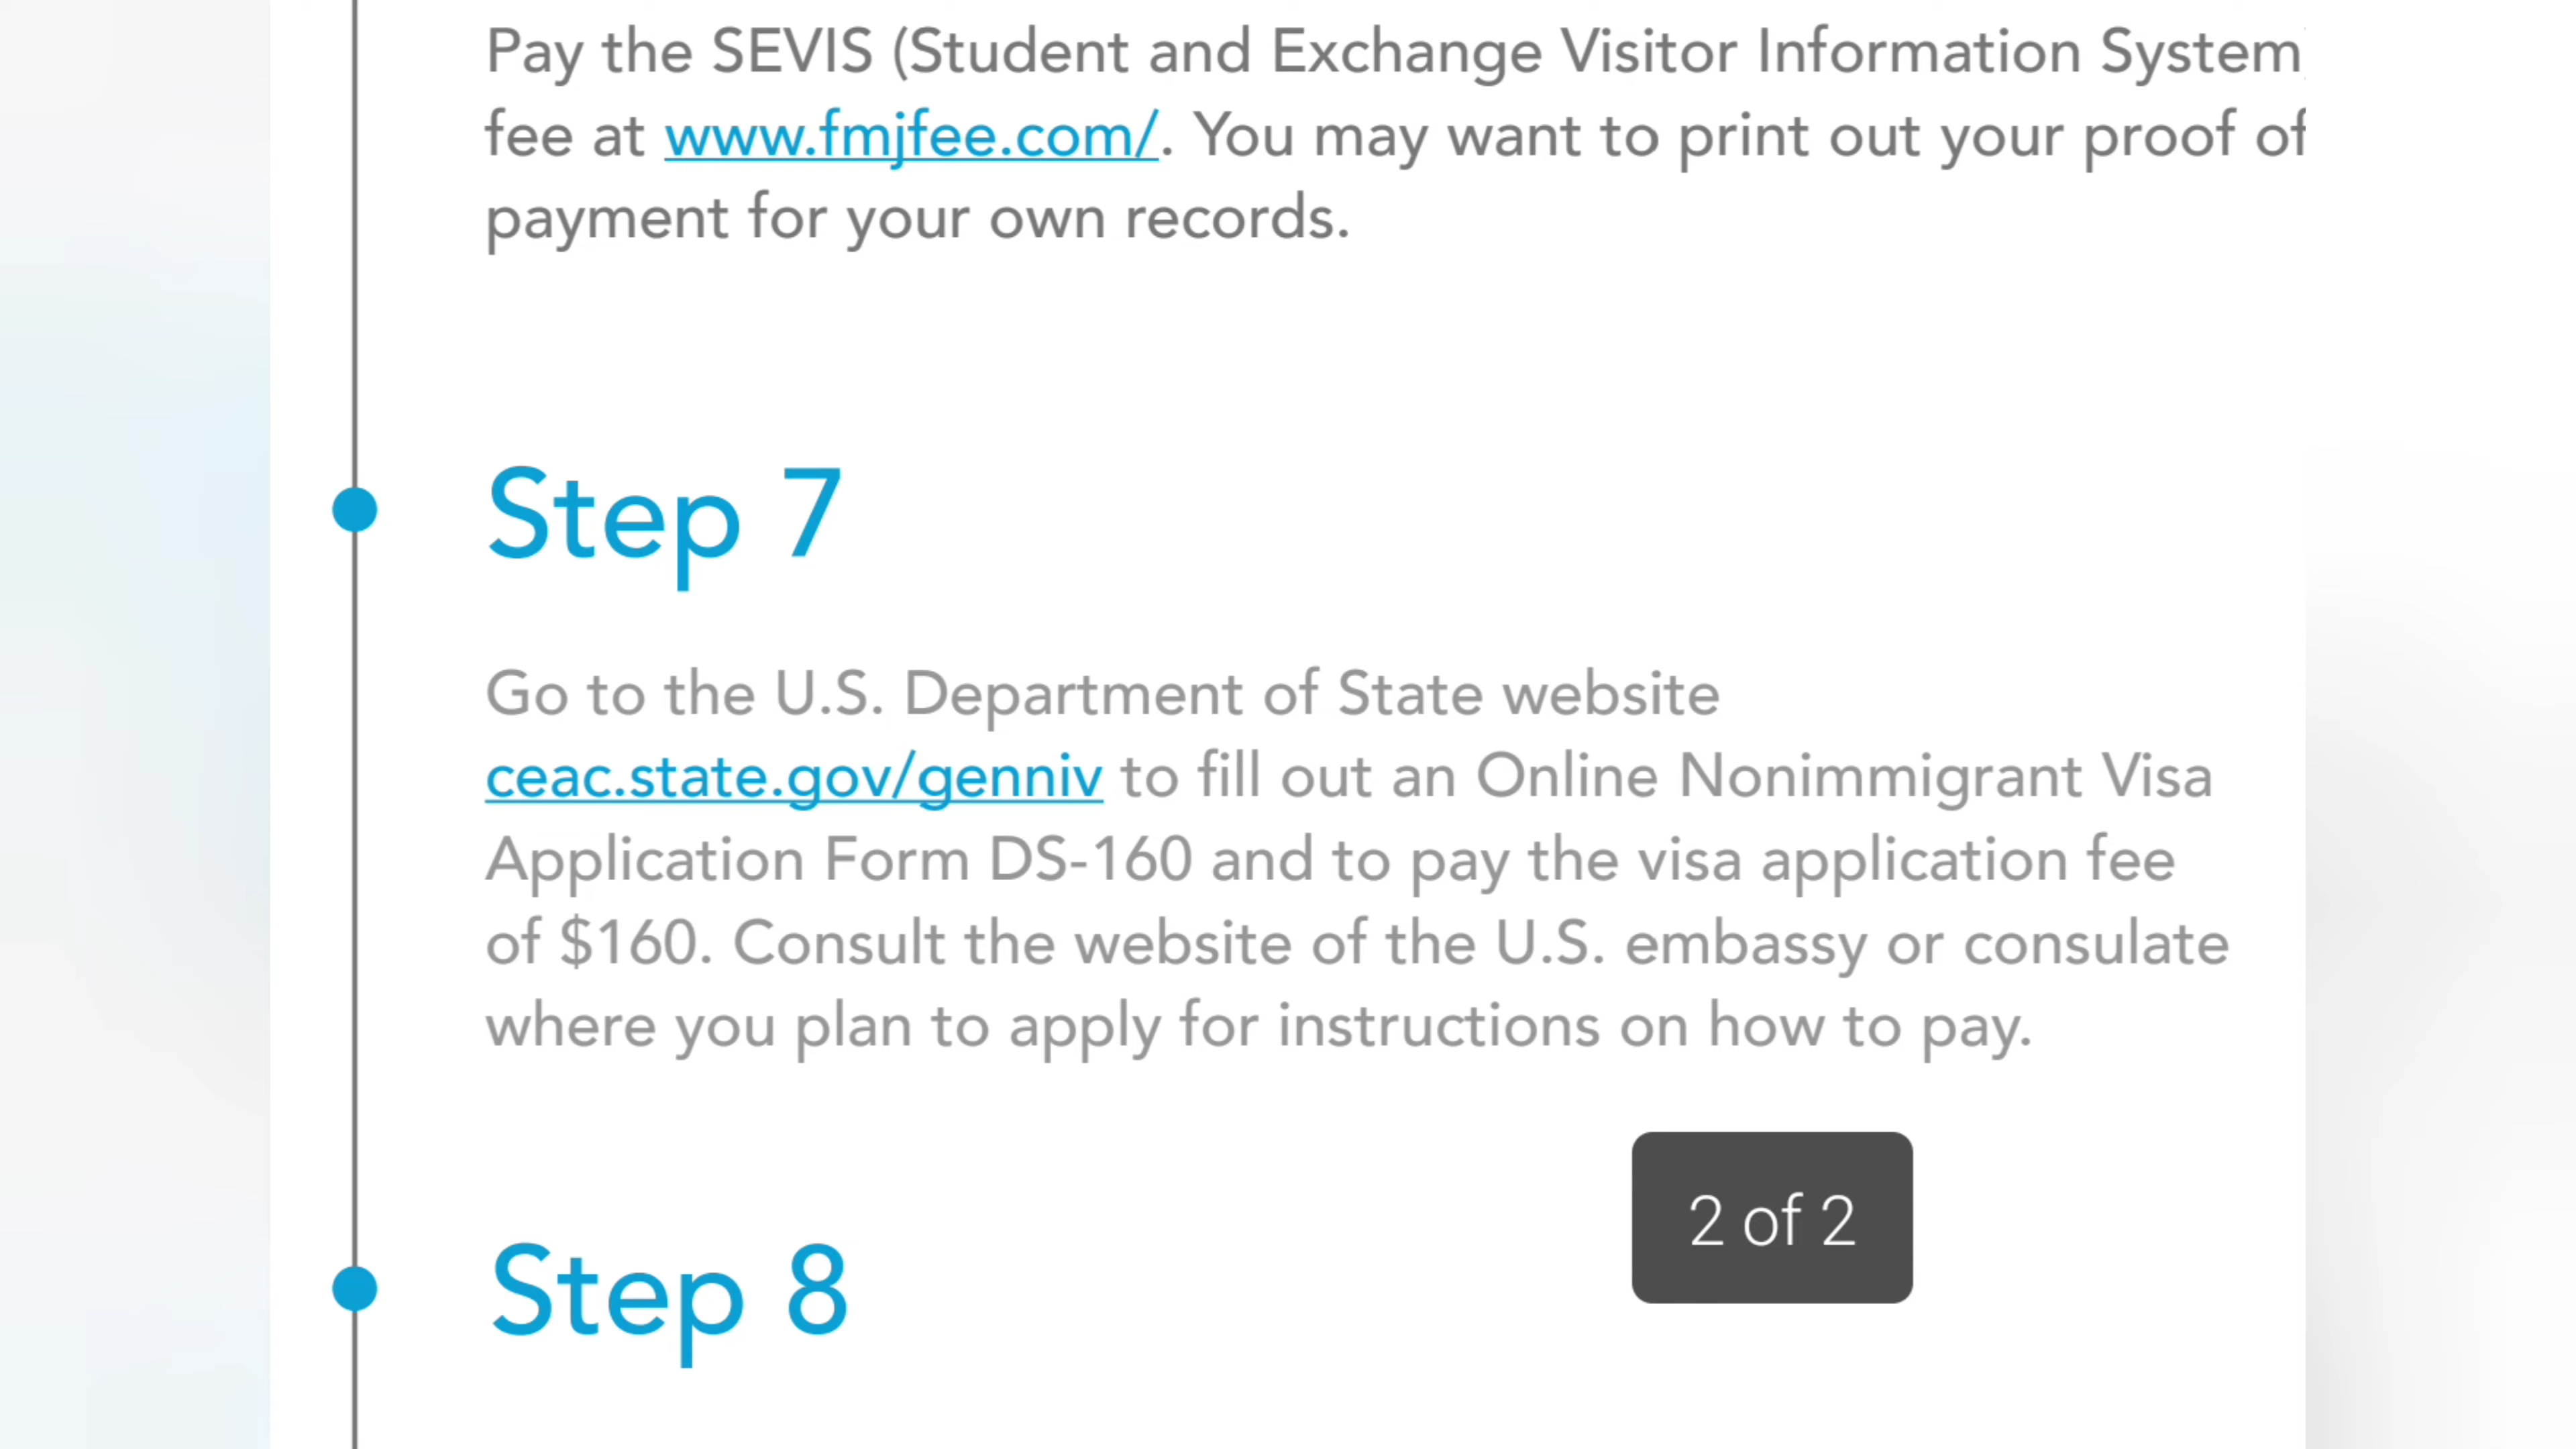 Pay the SEVIS (Student and Exchange Visitor Information System
fee at www.fmjfee.com/. You may want to print out your proof of
payment for your own records.
Step 7
Go to the U.S. Department of State website
ceac.state.gov/genniv to fill out an Online Nonimmigrant Visa
Application Form DS-160 and to pay the visa application fee
of $160. Consult the website of the U.S. embassy or consulate
where you plan to apply for instructions on how to pay.
2 of 2
Step 8